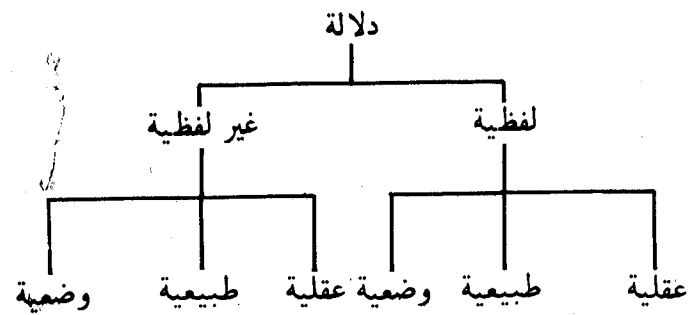 دلالة
لفظية غير لفظية
عقلية طبيعية وضعية عقلية طبيعية وضعية